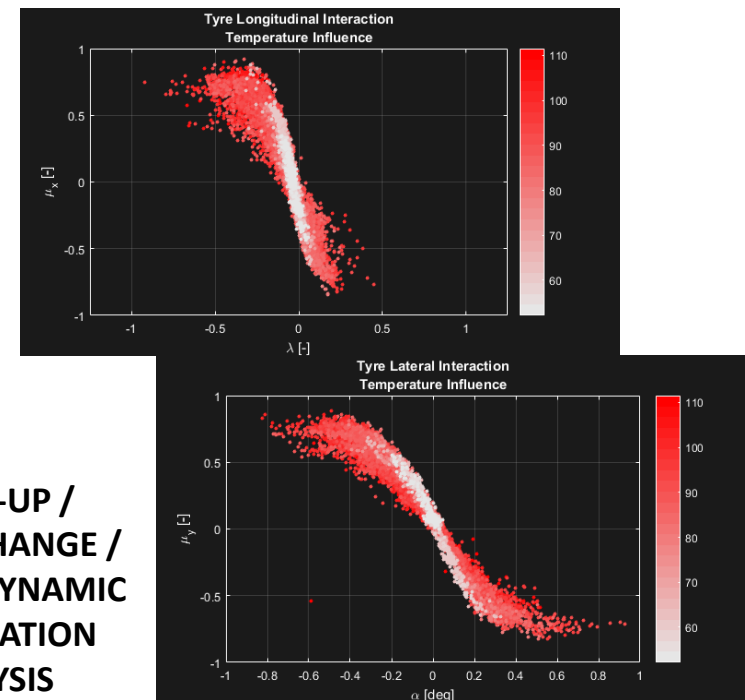 Tyre Longitudinal Interaction
Temperature Influence
1
0.5
0
-0.5
-1
μx [-]
-1 -0.5 0 0.5 1
λ [-]
110
100
90
80
70
60
Tyre Lateral Interaction
Temperature Influence
1
0.5
0
-0.5
-1
μy [-]
-1 -0.8 -0.6 -0.4 -0.2 0 0.2 0.4 0.6 0.8 1
α [deg]
110
100
90
80
70
60
-UP /
HANGE /
YNAMIC
ATION
YSIS